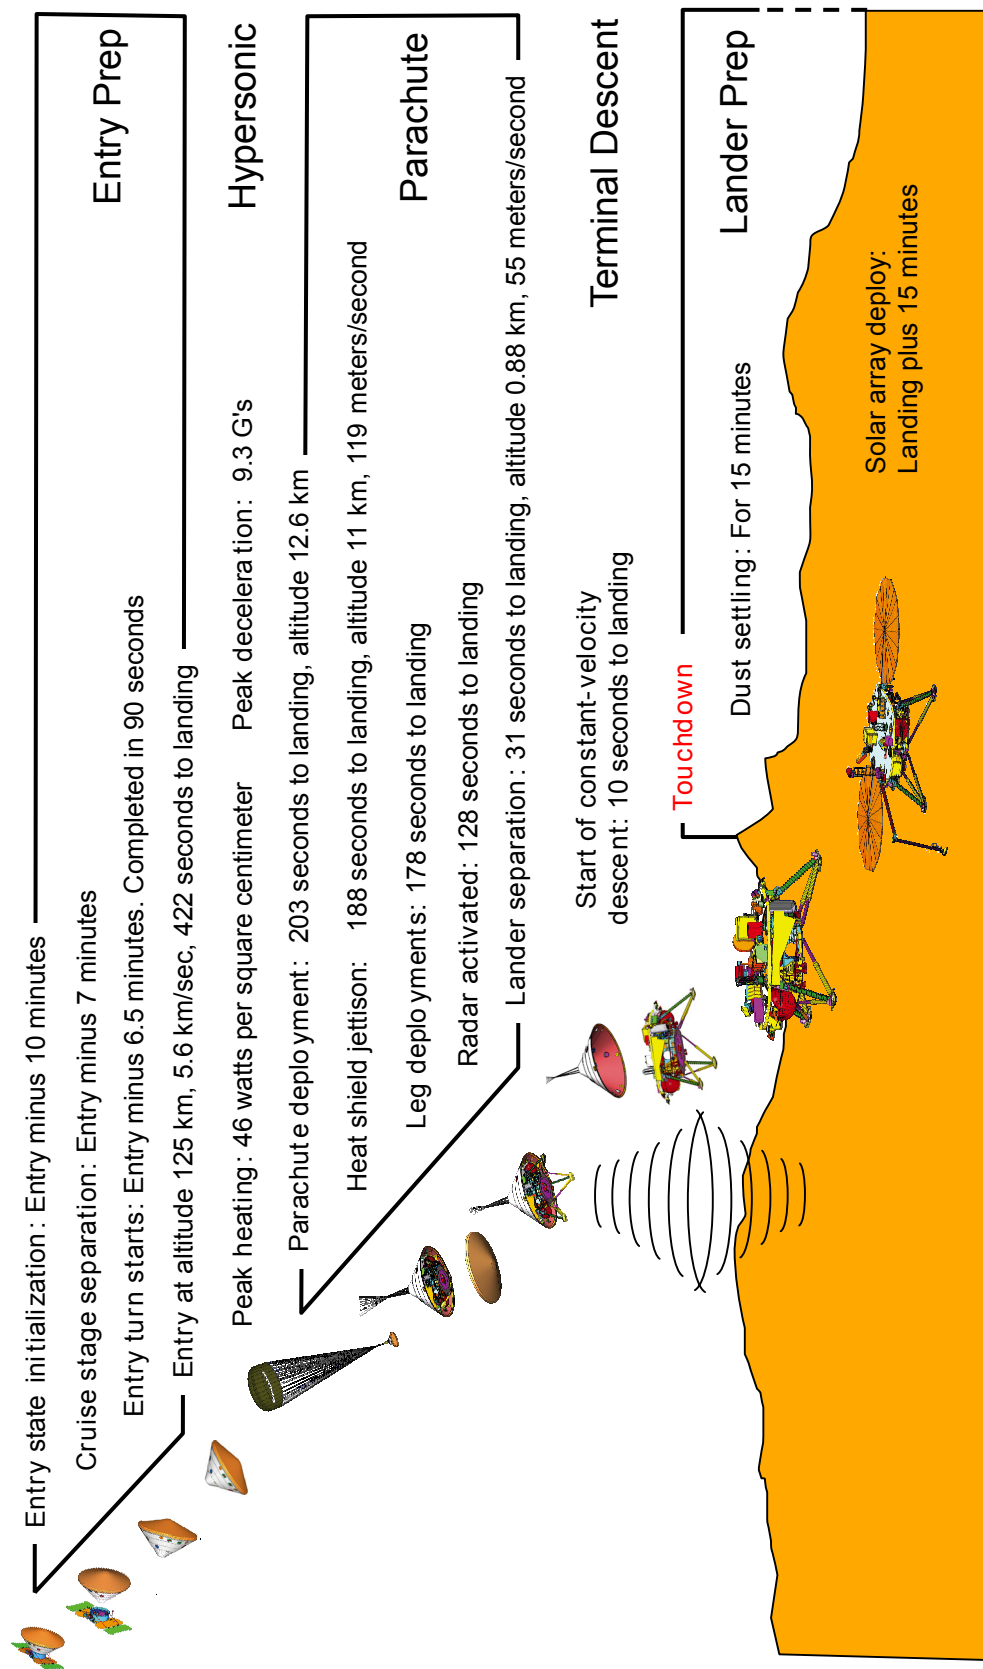 Entry state initialization: Entry minus 10 minutes
Cruise stage separation: Entry minus 7 minutes
Entry Prep
Entry turn starts: Entry minus 6.5 minutes. Completed in 90 seconds
Entry at altitude 125 km, 5.6 km/sec, 422 seconds to landing
Peak heating: 46 watts per square centimeter Peak deceleration: 9.3 G's
Hypersonic
Parachute deployment: 203 seconds to landing, altitude 12.6 km
Heat shield jettison: 188 seconds to landing, altitude 11 km, 119 meters/second
Leg deployments: 178 seconds to landing
Parachute
Radar activated: 128 seconds to landing
Lander separation: 31 seconds to landing, altitude 0.88 km, 55 meters/second
Start of constant-velocity
descent: 10 seconds to landing
Terminal Descent
Touchdown
Lander Prep
Dust settling: For 15 minutes
Solar array deploy:
Landing plus 15 minutes